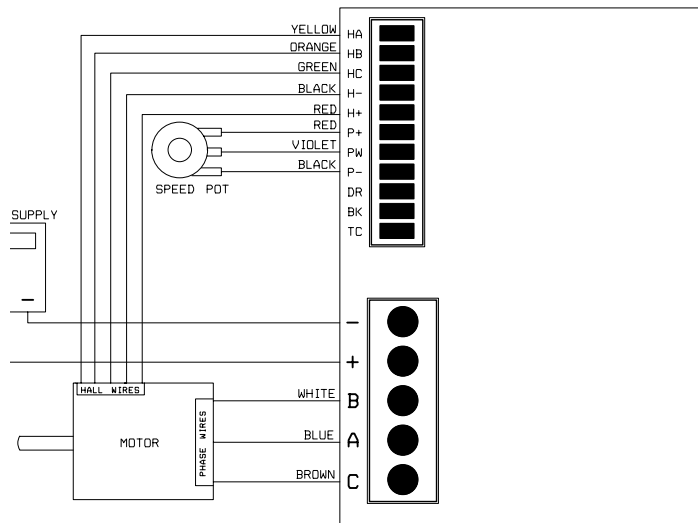 YELLOW HA
ORANGE HB
GREEN HC
BLACK H-
RED H+
RED P+
VIOLET PW
BLACK P-
SPEED POT
DR
BK
TC
SUPPLY
-
-
+
HALL WIRES
WHITE B
MOTOR
PHASE WIRES
BLUE A
BROWN C